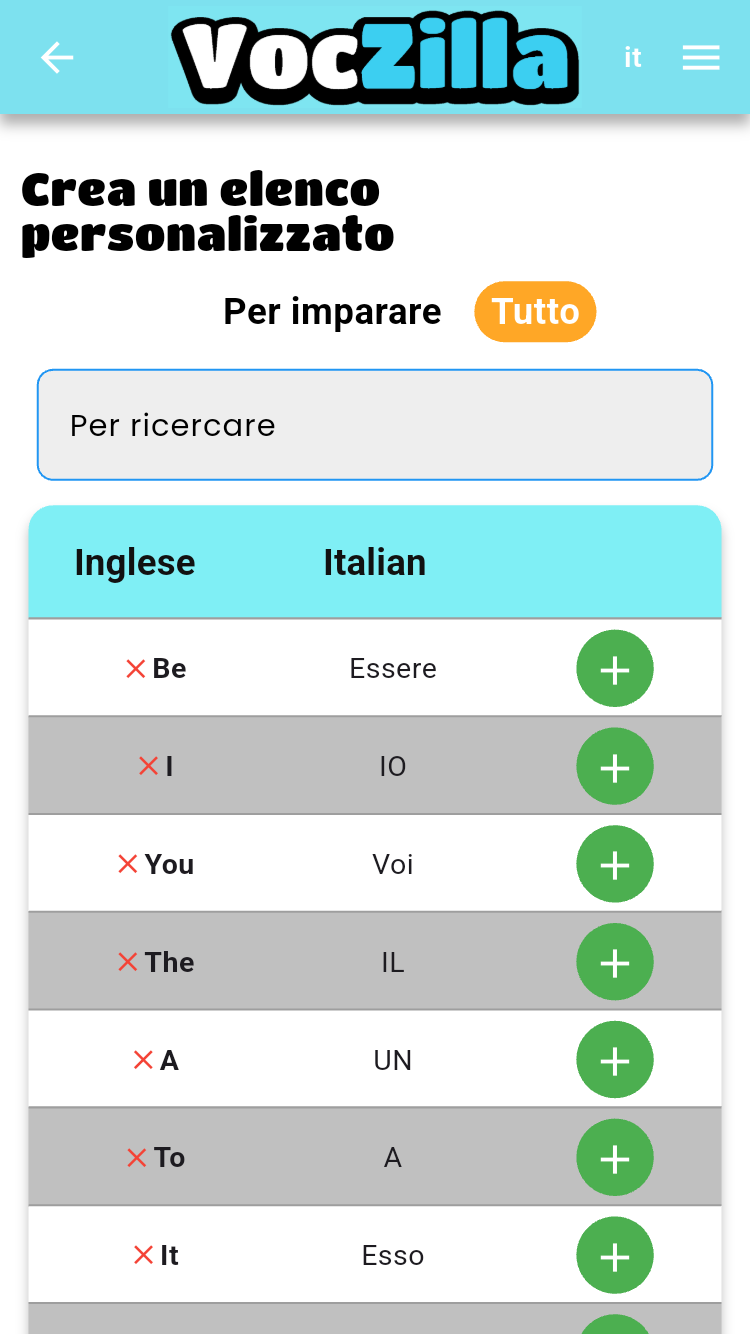 VocZilla
it
Crea un elenco
personalizzato
Per imparare Tutto
Per ricercare
Inglese Italian
Be Essere
I IO
You Voi
The IL
A UN
To A
It Esso